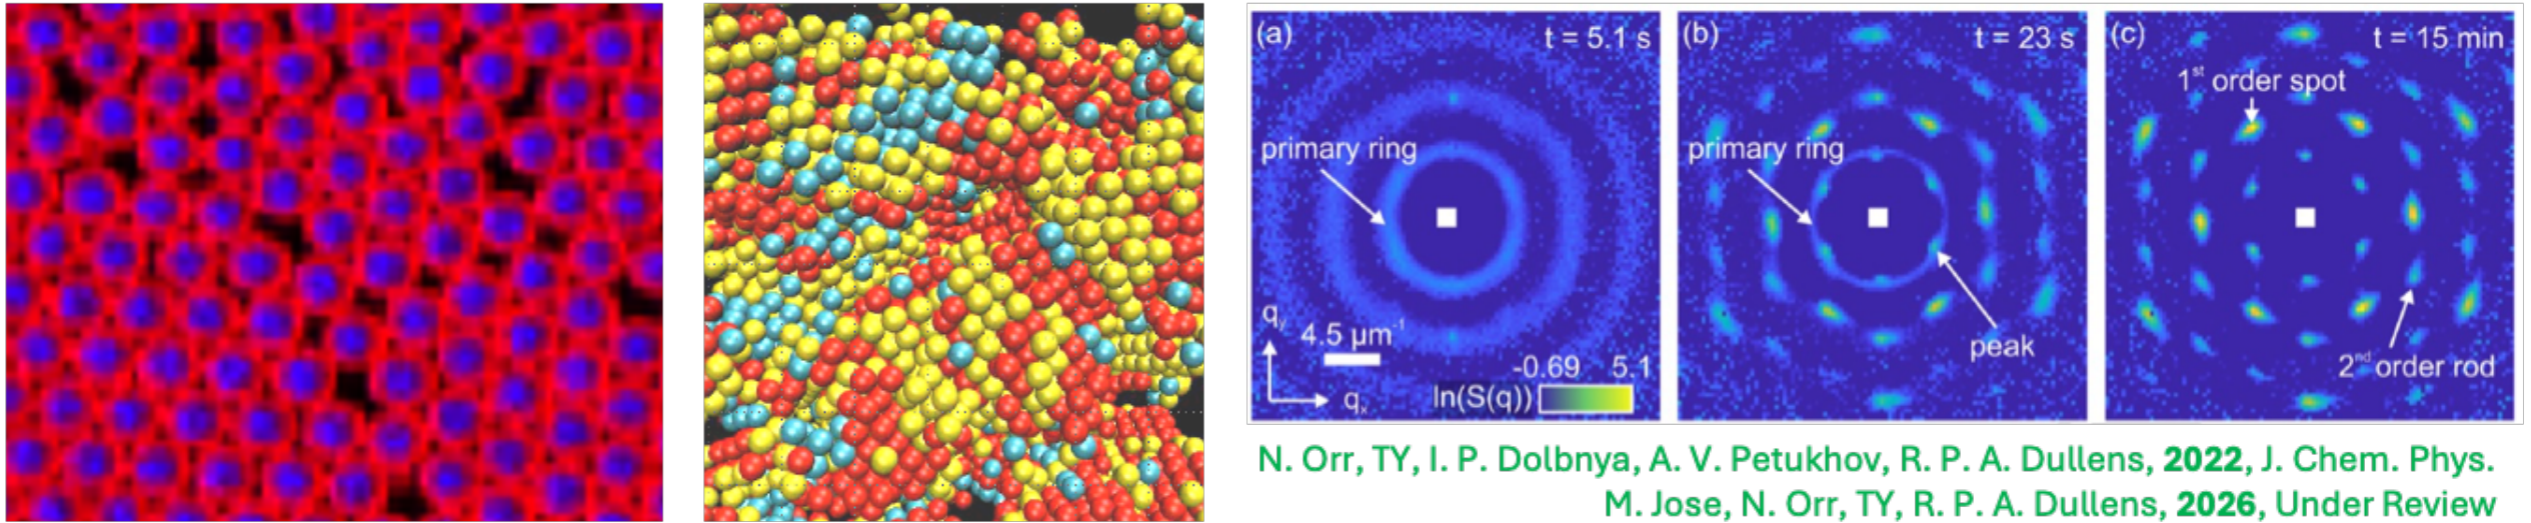 (a)
t = 5.1 s
primary ring
4.5 µm⁻¹
qy
qx
-0.69 5.1
ln(S(q))
(b)
t = 23 s
primary ring
peak
(c)
t = 15 min
1st order spot
2nd order rod
N. Orr, TY, I. P. Dolbnya, A. V. Petukhov, R. P. A. Dullens, 2022, J. Chem. Phys.
M. Jose, N. Orr, TY, R. P. A. Dullens, 2026, Under Review